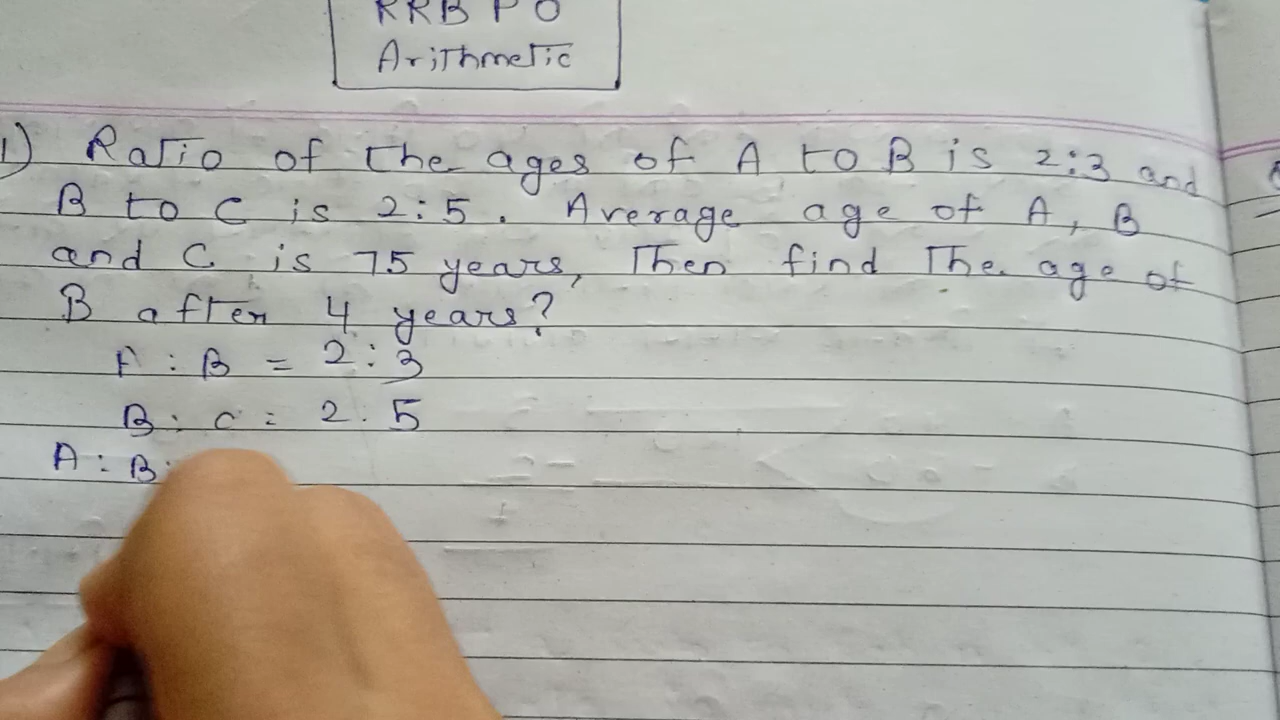 RRB PO
Arithmetic
1) Ratio of the ages of A to B is 2:3 and
B to C is 2:5. Average age of A, B
and C is 75 years, Then find The age of
B after 4 years?
A : B = 2 : 3
B : C = 2 : 5
A : B :